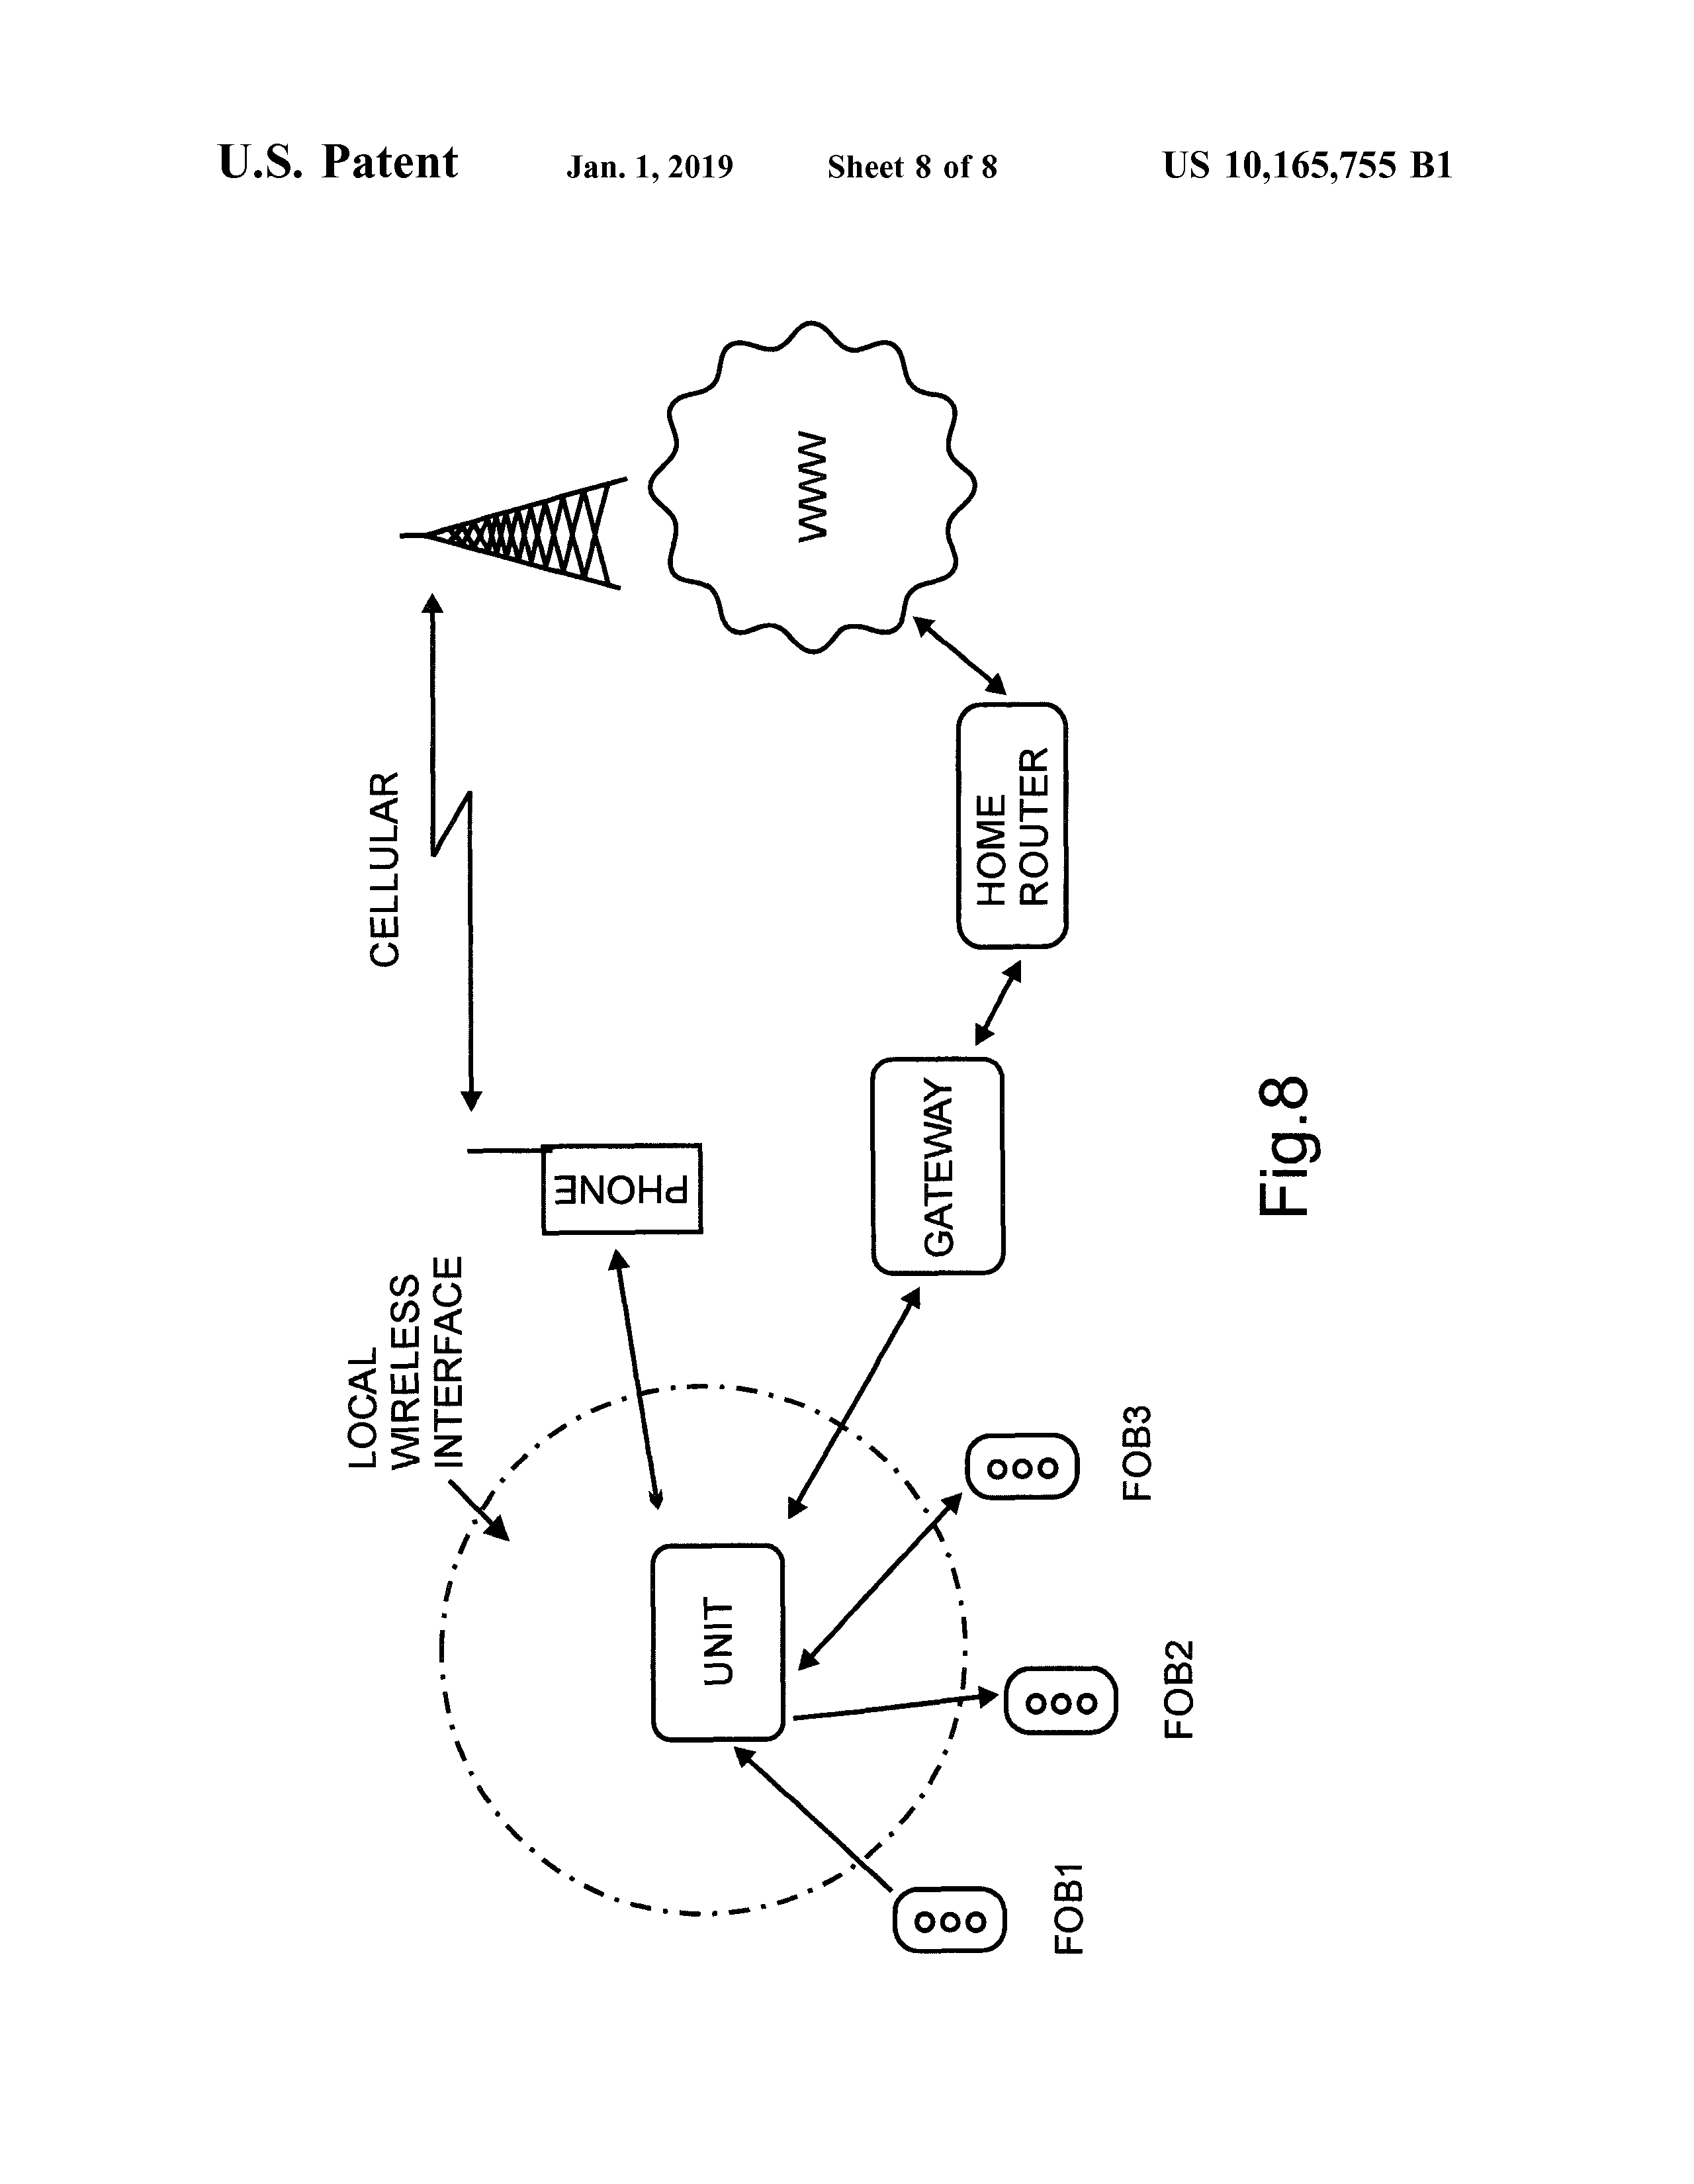 U.S. Patent Jan. 1, 2019 Sheet 8 of 8 US 10,165,755 B1
CELLULAR
WWW
LOCAL
WIRELESS
INTERFACE
PHONE
HOME
ROUTER
GATEWAY
UNIT
FOB1
FOB2
FOB3
Fig.8